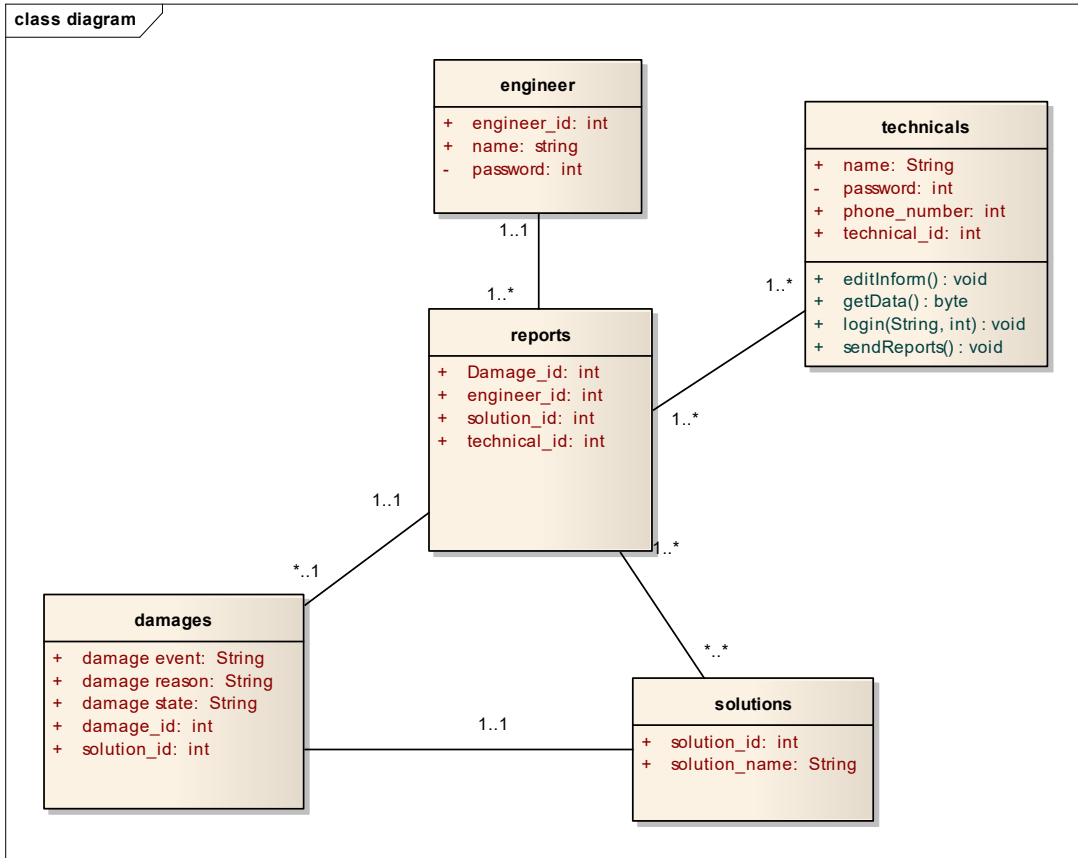 class diagram
engineer
+ engineer_id: int
+ name: string
- password: int
technicals
+ name: String
- password: int
+ phone_number: int
+ technical_id: int
+ editInform() : void
+ getData() : byte
+ login(String, int) : void
+ sendReports() : void
1..1
1..*
1..*
reports
+ Damage_id: int
+ engineer_id: int
+ solution_id: int
+ technical_id: int
1..*
1..1
1..*
*..1
damages
+ damage event: String
+ damage reason: String
+ damage state: String
+ damage_id: int
+ solution_id: int
*..*
1..1
solutions
+ solution_id: int
+ solution_name: String